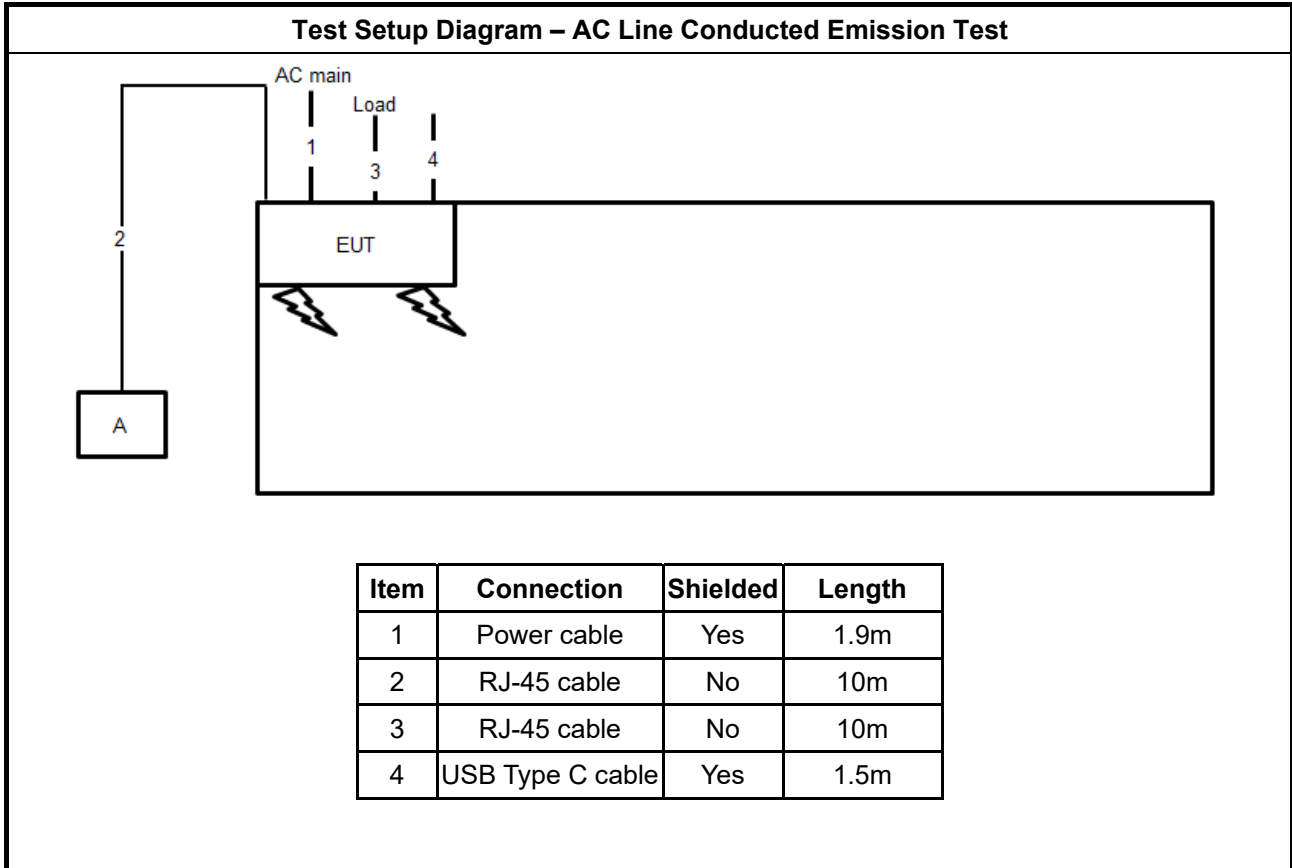 Test Setup Diagram – AC Line Conducted Emission Test
AC main
Load
1
3
4
2
EUT
A
Item Connection Shielded Length
1 Power cable Yes 1.9m
2 RJ-45 cable No 10m
3 RJ-45 cable No 10m
4 USB Type C cable Yes 1.5m